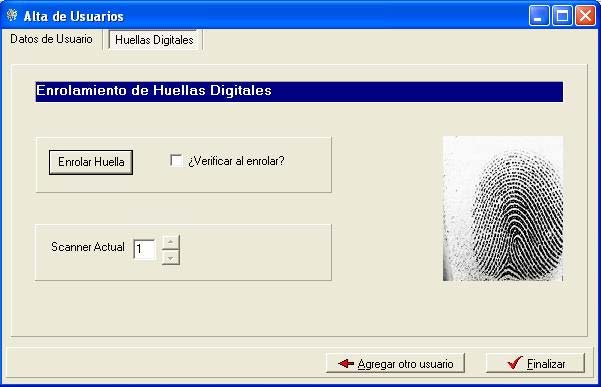 Alta de Usuarios
Datos de Usuario
Huellas Digitales
Enrolamiento de Huellas Digitales
Enrolar Huella
¿Verificar al enrolar?
Scanner Actual
1
Agregar otro usuario
Finalizar